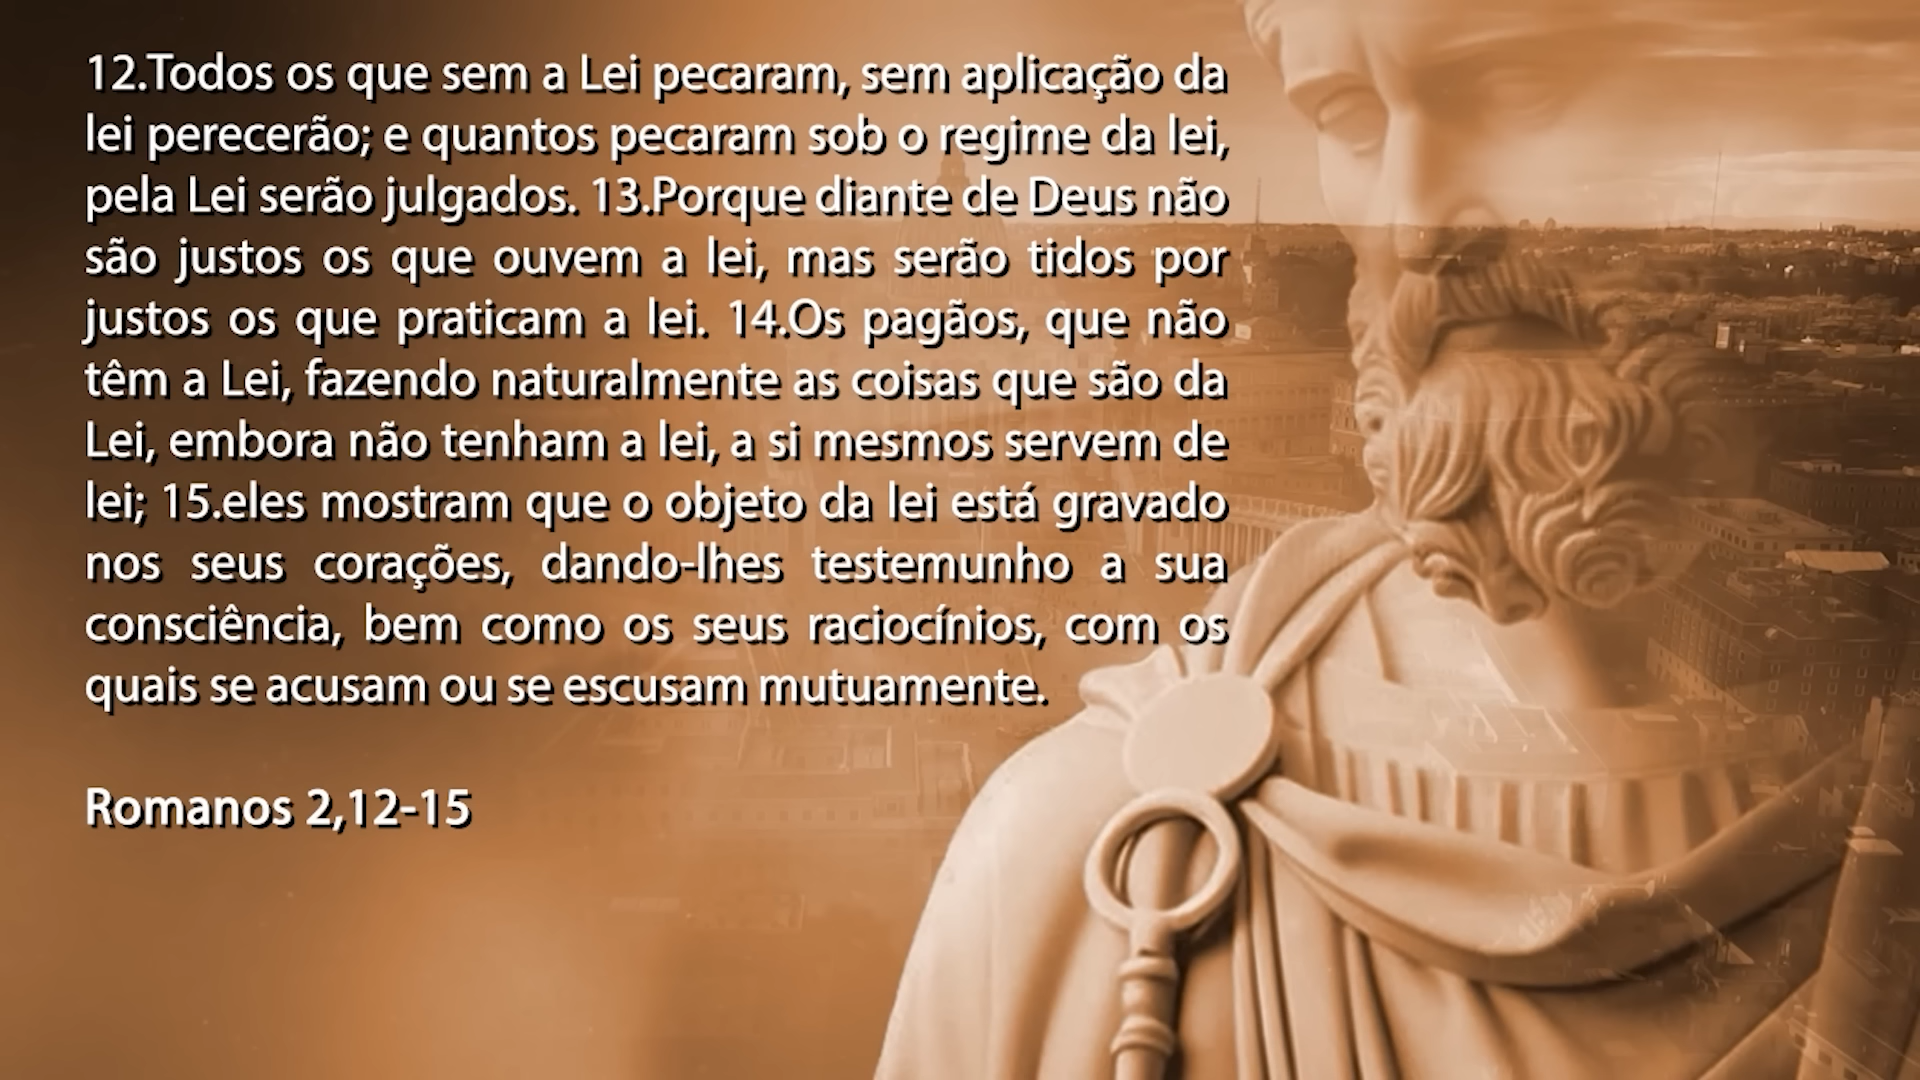 12.Todos os que sem a Lei pecaram, sem aplicação da
lei perecerão; e quantos pecaram sob o regime da lei,
pela Lei serão julgados. 13.Porque diante de Deus não
são justos os que ouvem a lei, mas serão tidos por
justos os que praticam a lei. 14.Os pagãos, que não
têm a Lei, fazendo naturalmente as coisas que são da
Lei, embora não tenham a lei, a si mesmos servem de
lei; 15.eles mostram que o objeto da lei está gravado
nos seus corações, dando-lhes testemunho a sua
consciência, bem como os seus raciocínios, com os
quais se acusam ou se escusam mutuamente.
Romanos 2,12-15